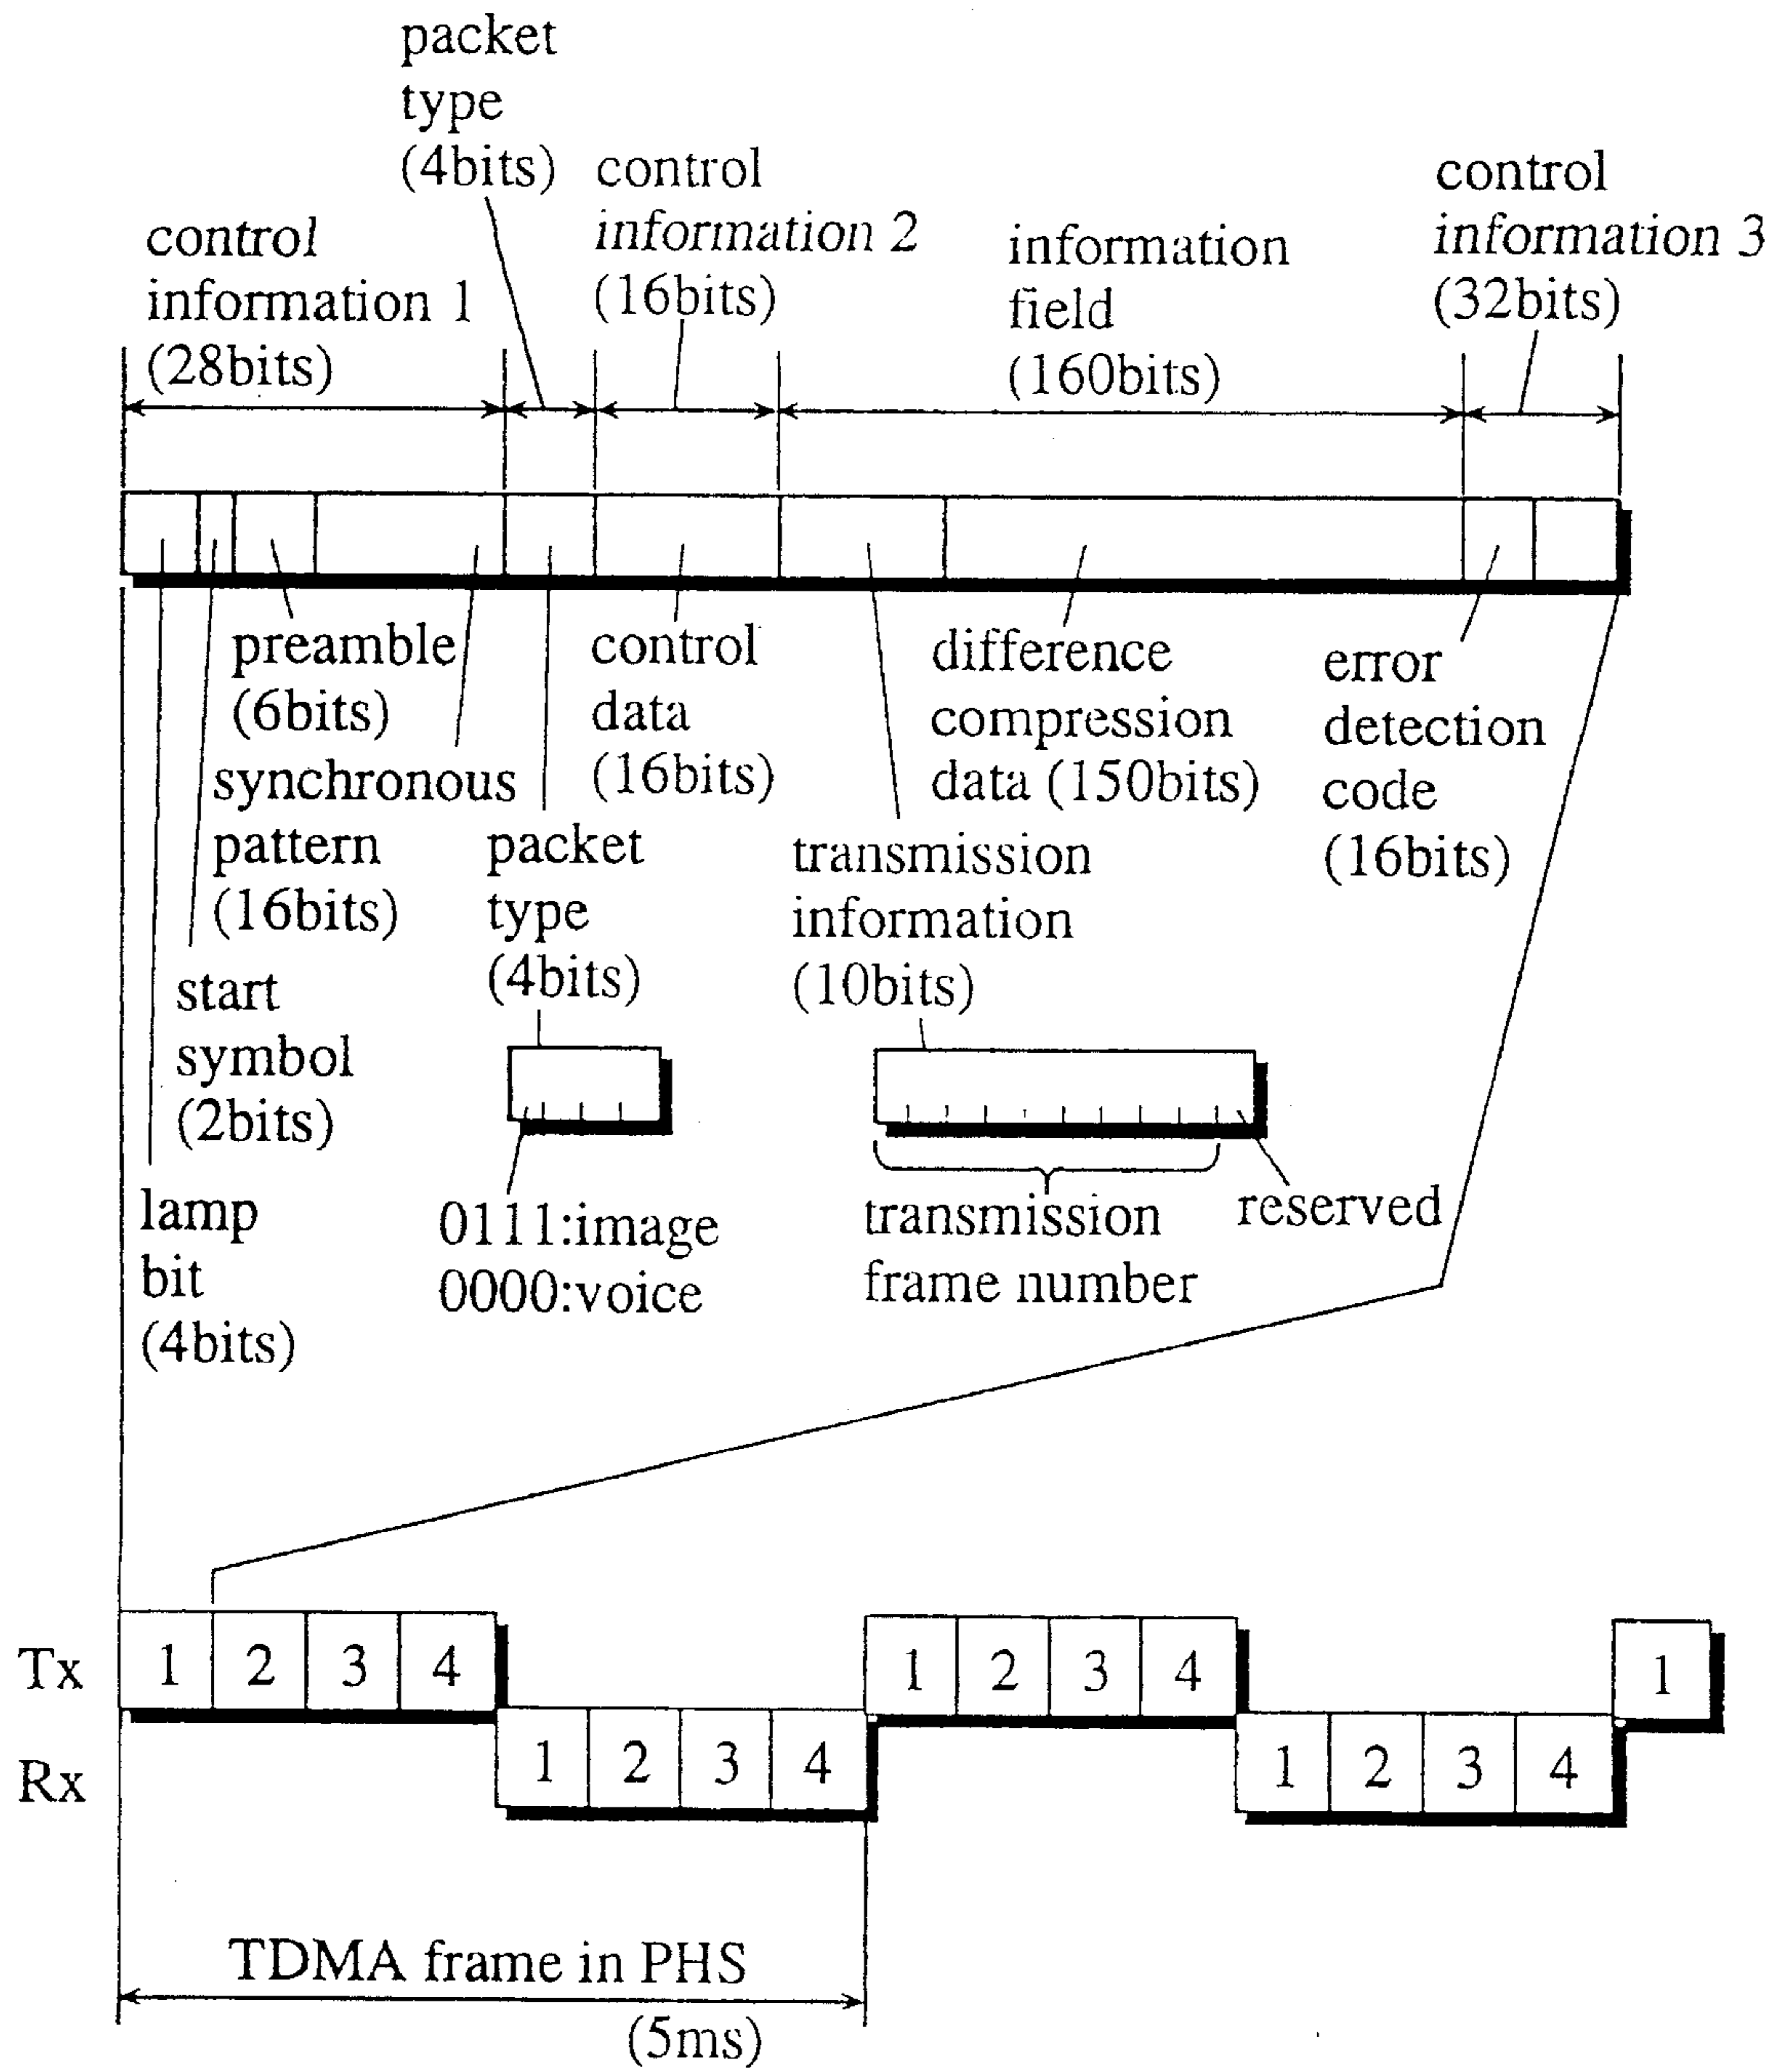 packet
type
(4bits)
control
information 1
(28bits)
control
information 2
(16bits)
information
field
(160bits)
control
information 3
(32bits)
preamble
(6bits)
synchronous
pattern
(16bits)
start
symbol
(2bits)
lamp
bit
(4bits)
packet
type
(4bits)
0111:image
0000:voice
control
data
(16bits)
transmission
information
(10bits)
transmission
frame number
reserved
difference
compression
data (150bits)
error
detection
code
(16bits)
Tx 1 2 3 4 1 2 3 4 1
Rx 1 2 3 4 1 2 3 4
TDMA frame in PHS
(5ms)